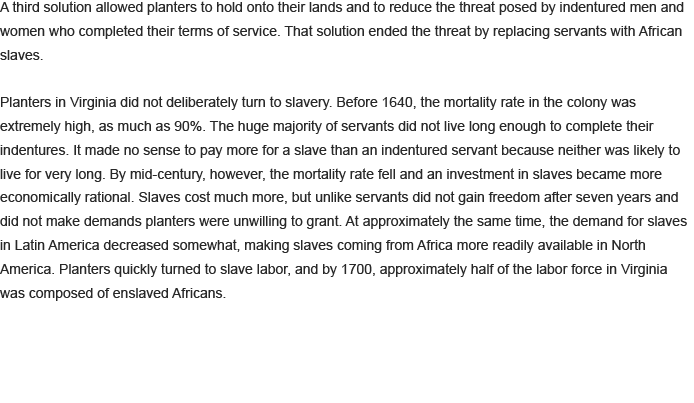 A third solution allowed planters to hold onto their lands and to reduce the threat posed by indentured men and
women who completed their terms of service. That solution ended the threat by replacing servants with African
slaves.
Planters in Virginia did not deliberately turn to slavery. Before 1640, the mortality rate in the colony was
extremely high, as much as 90%. The huge majority of servants did not live long enough to complete their
indentures. It made no sense to pay more for a slave than an indentured servant because neither was likely to
live for very long. By mid-century, however, the mortality rate fell and an investment in slaves became more
economically rational. Slaves cost much more, but unlike servants did not gain freedom after seven years and
did not make demands planters were unwilling to grant. At approximately the same time, the demand for slaves
in Latin America decreased somewhat, making slaves coming from Africa more readily available in North
America. Planters quickly turned to slave labor, and by 1700, approximately half of the labor force in Virginia
was composed of enslaved Africans.